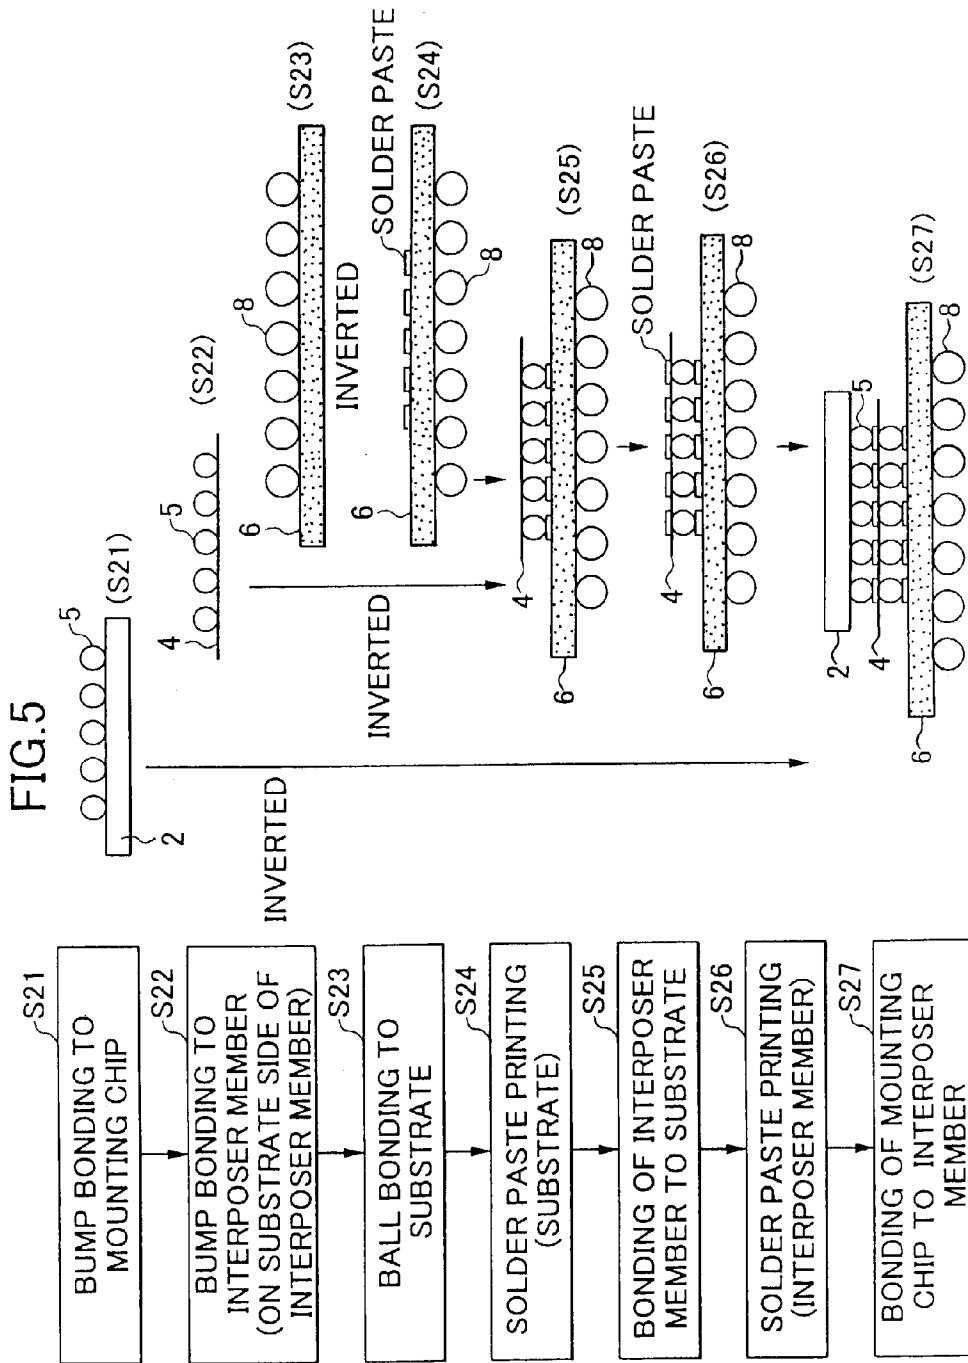 FIG.5
S21
BUMP BONDING TO
MOUNTING CHIP
S22
BUMP BONDING TO
INTERPOSER MEMBER
(ON SUBSTRATE SIDE OF
INTERPOSER MEMBER)
S23
BALL BONDING TO
SUBSTRATE
S24
SOLDER PASTE PRINTING
(SUBSTRATE)
S25
BONDING OF INTERPOSER
MEMBER TO SUBSTRATE
S26
SOLDER PASTE PRINTING
(INTERPOSER MEMBER)
S27
BONDING OF MOUNTING
CHIP TO INTERPOSER
MEMBER
5
2
(S21)
INVERTED
5
4
(S22)
INVERTED
8
6
(S23)
INVERTED
SOLDER PASTE
6
8
(S24)
4
6
8
(S25)
SOLDER PASTE
4
6
8
(S26)
2
5
4
6
8
(S27)